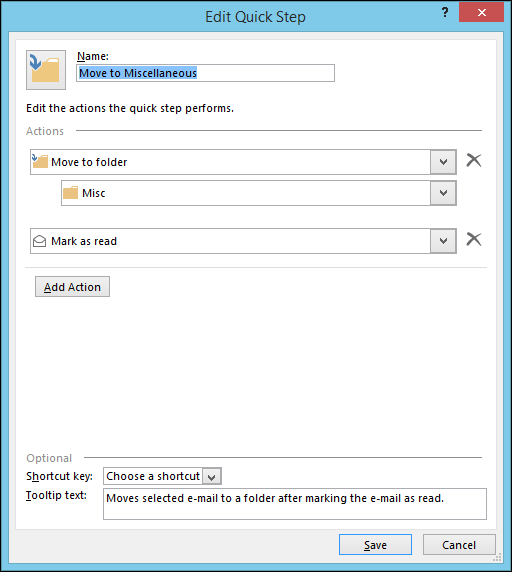 Edit Quick Step
?
Name:
Move to Miscellaneous
Edit the actions the quick step performs.
Actions
Move to folder
Misc
Mark as read
Add Action
Optional
Shortcut key: Choose a shortcut
Tooltip text: Moves selected e-mail to a folder after marking the e-mail as read.
Save Cancel